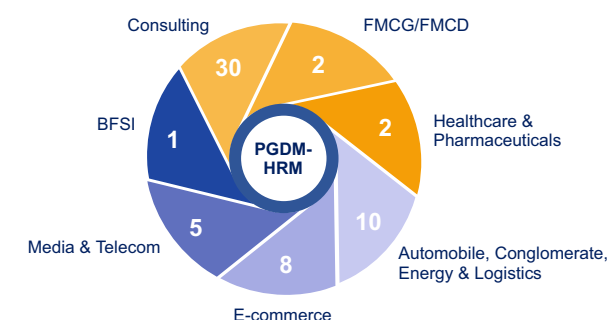 Consulting
FMCG/FMCD
30
2
BFSI
1
2
Healthcare &
Pharmaceuticals
PGDM-
HRM
Media & Telecom
5
10
8
Automobile, Conglomerate,
Energy & Logistics
E-commerce